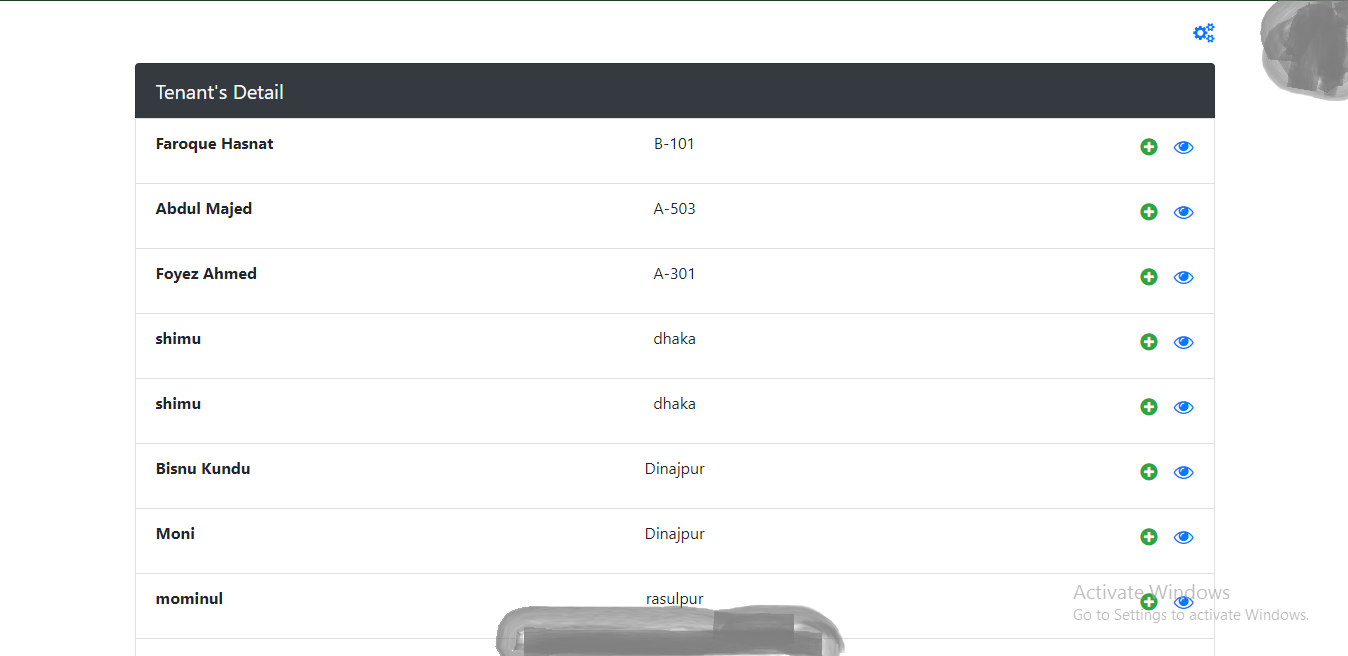 Tenant's Detail
Faroque Hasnat B-101
Abdul Majed A-503
Foyez Ahmed A-301
shimu dhaka
shimu dhaka
Bisnu Kundu Dinajpur
Moni Dinajpur
mominul rasulpur
Activate Windows
Go to Settings to activate Windows.